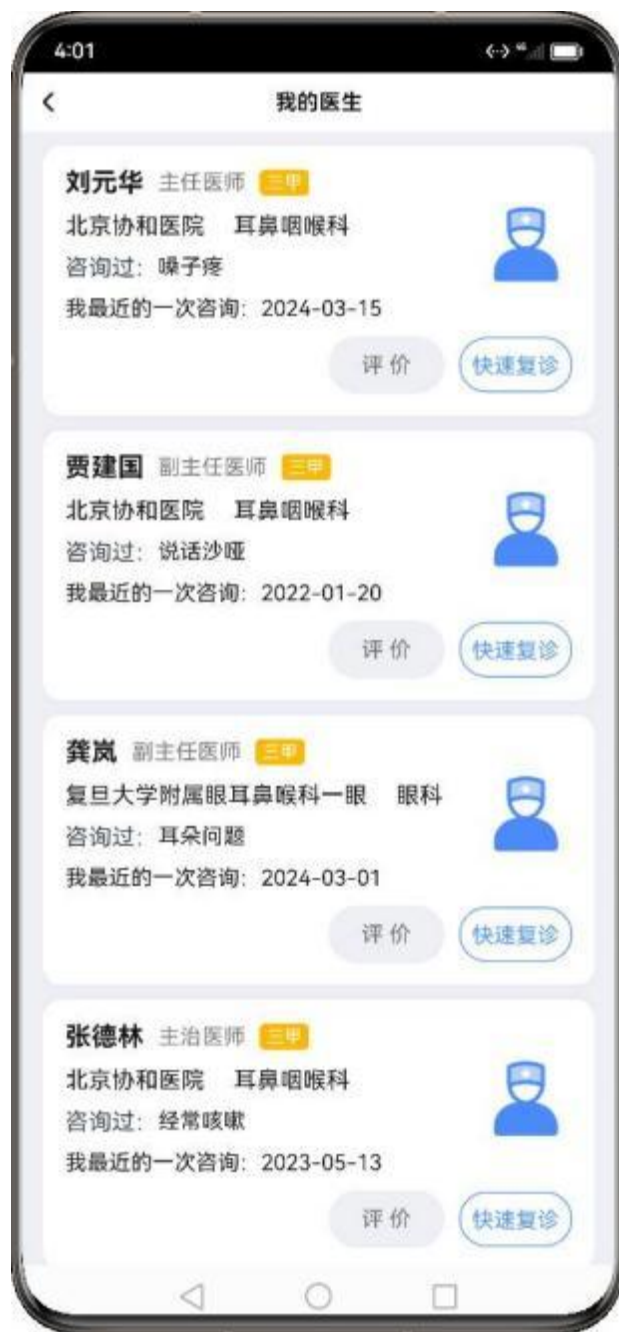 4:01
我的医生
刘元华 主任医师 三甲
北京协和医院 耳鼻咽喉科
咨询过：嗓子疼
我最近的一次咨询：2024-03-15
评价 快速复诊
贾建国 副主任医师 三甲
北京协和医院 耳鼻咽喉科
咨询过：说话沙哑
我最近的一次咨询：2022-01-20
评价 快速复诊
龚岚 副主任医师 三甲
复旦大学附属眼耳鼻喉科一眼 眼科
咨询过：耳朵问题
我最近的一次咨询：2024-03-01
评价 快速复诊
张德林 主治医师 三甲
北京协和医院 耳鼻咽喉科
咨询过：经常咳嗽
我最近的一次咨询：2023-05-13
评价 快速复诊